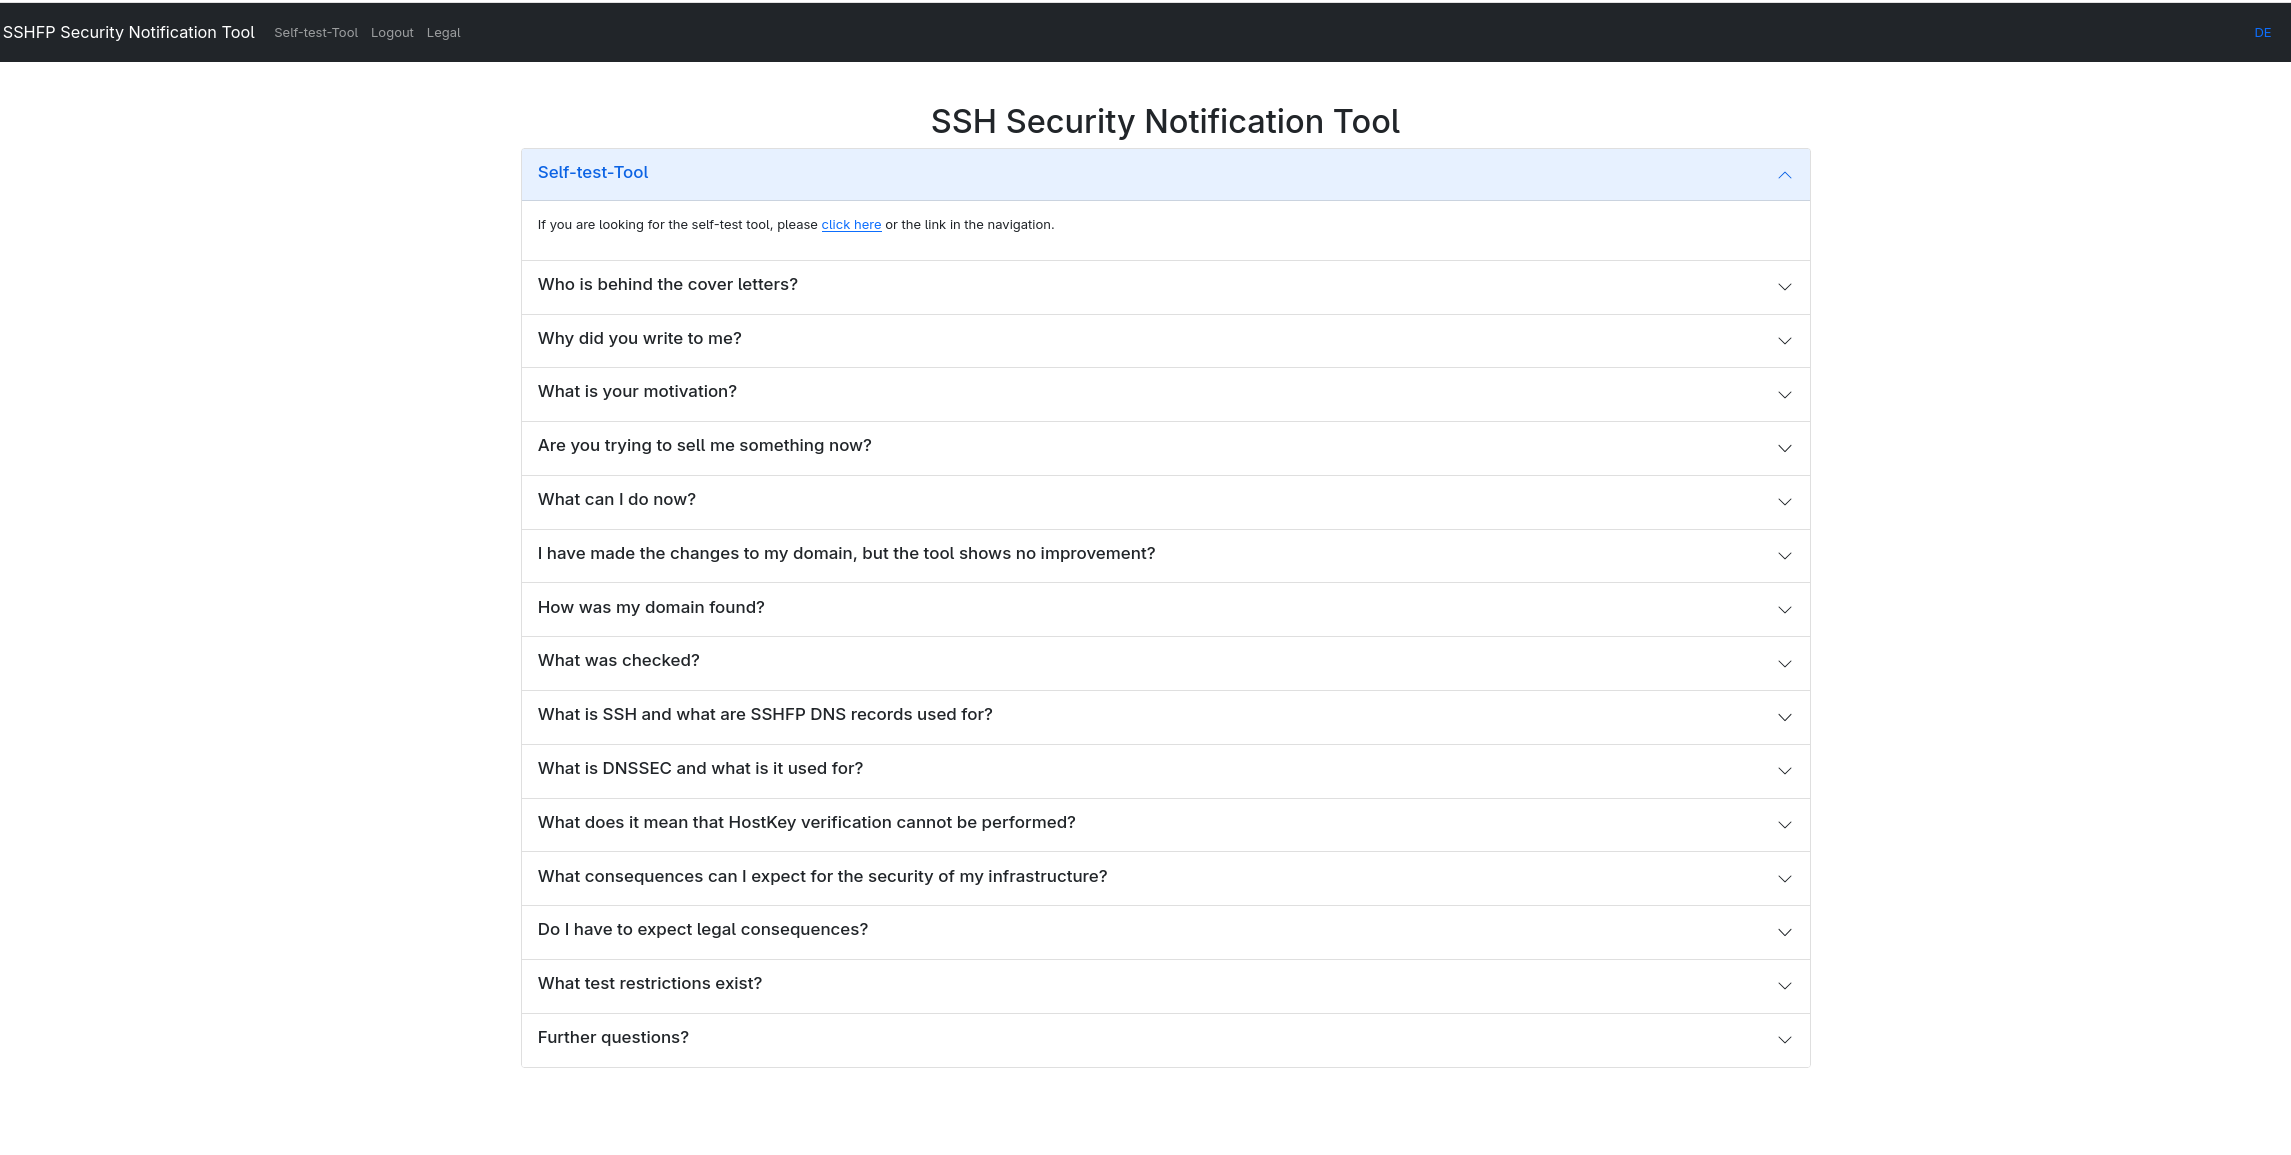 SSHFP Security Notification Tool Self-test-Tool Logout Legal DE
SSH Security Notification Tool
Self-test-Tool
If you are looking for the self-test tool, please click here or the link in the navigation.
Who is behind the cover letters?
Why did you write to me?
What is your motivation?
Are you trying to sell me something now?
What can I do now?
I have made the changes to my domain, but the tool shows no improvement?
How was my domain found?
What was checked?
What is SSH and what are SSHFP DNS records used for?
What is DNSSEC and what is it used for?
What does it mean that HostKey verification cannot be performed?
What consequences can I expect for the security of my infrastructure?
Do I have to expect legal consequences?
What test restrictions exist?
Further questions?